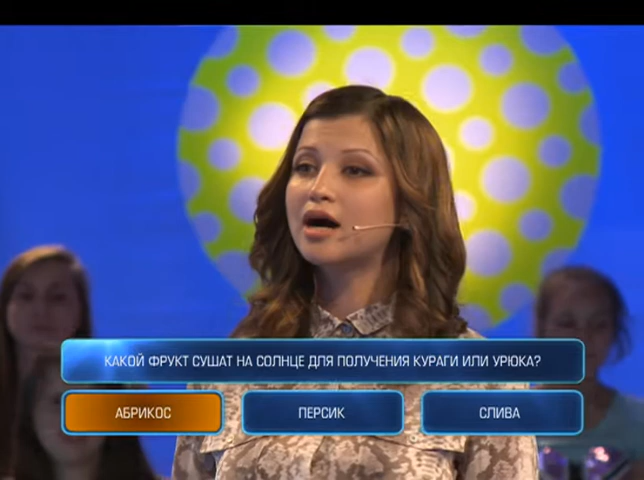 КАКОЙ ФРУКТ СУШАТ НА СОЛНЦЕ ДЛЯ ПОЛУЧЕНИЯ КУРАГИ ИЛИ УРЮКА?
АБРИКОС
ПЕРСИК
СЛИВА